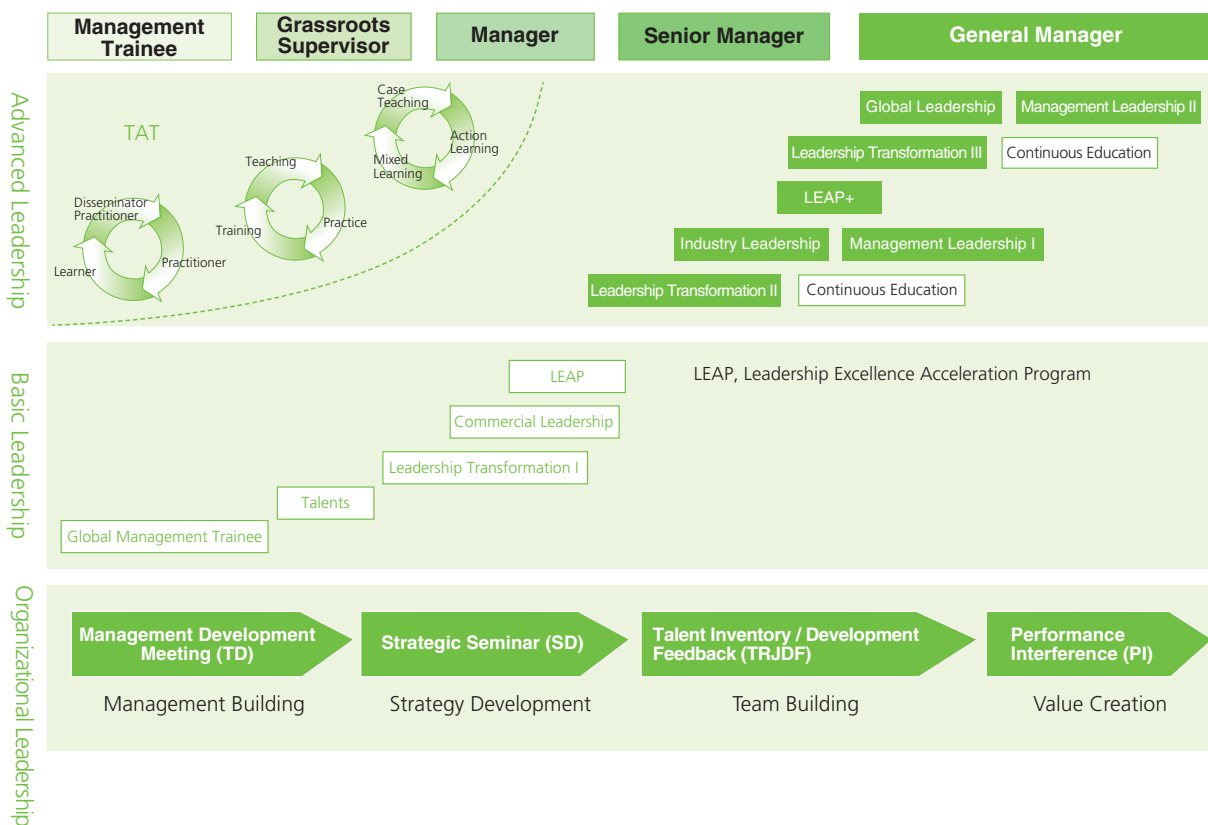 Management
Trainee
Grassroots
Supervisor
Manager
Senior Manager
General Manager
Advanced Leadership
TAT
Disseminator
Practitioner
Learner
Practitioner
Teaching
Training
Practice
Case
Teaching
Action
Learning
Mixed
Learning
Global Leadership
Management Leadership II
Leadership Transformation III
Continuous Education
LEAP+
Industry Leadership
Management Leadership I
Leadership Transformation II
Continuous Education
Basic Leadership
LEAP
LEAP, Leadership Excellence Acceleration Program
Commercial Leadership
Leadership Transformation I
Talents
Global Management Trainee
Organizational Leadership
Management Development
Meeting (TD)
Strategic Seminar (SD)
Talent Inventory / Development
Feedback (TRJDF)
Performance
Interference (PI)
Management Building
Strategy Development
Team Building
Value Creation